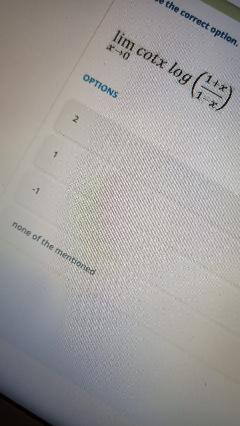 the correct option.
lim x→0 cotx log (1+x / 1-x)
OPTIONS
2
1
-1
none of the mentioned